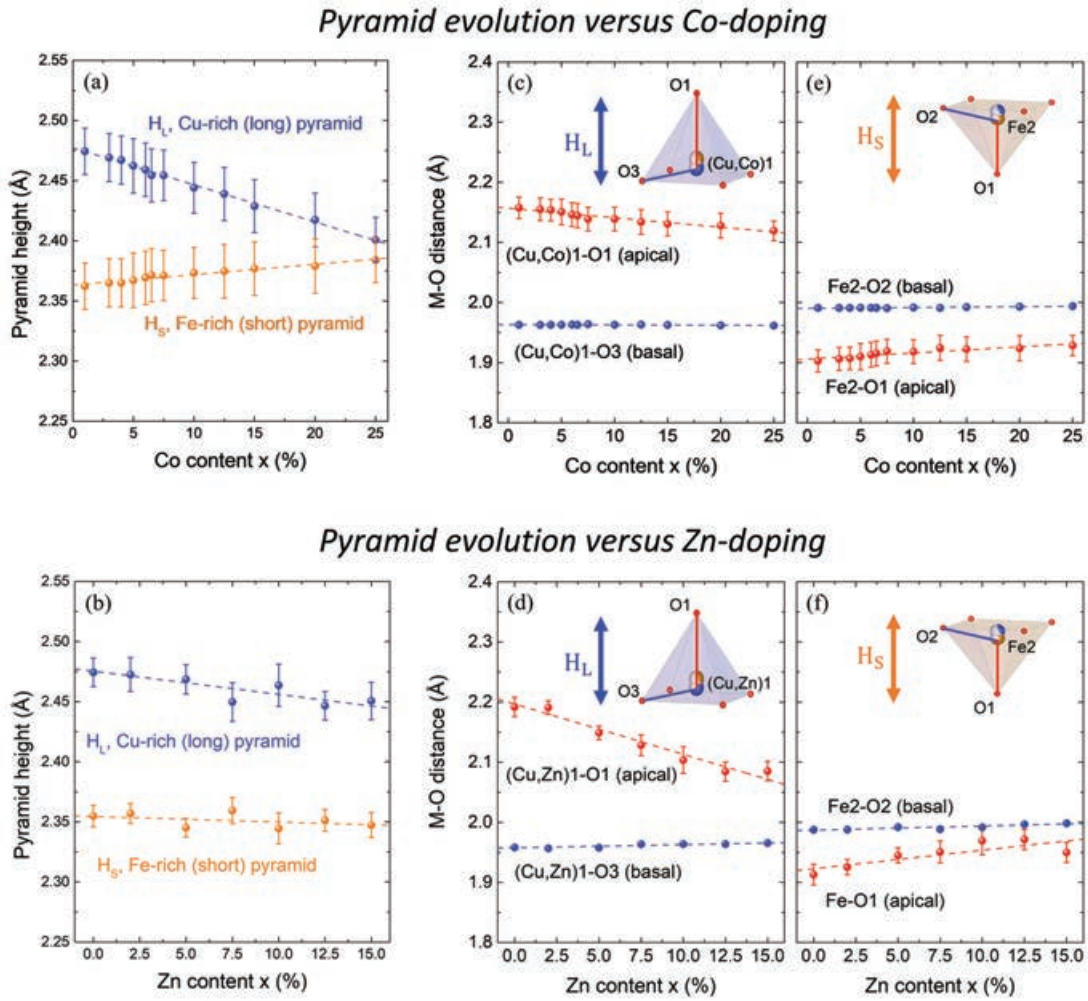 Pyramid evolution versus Co-doping
(a)
2.55
2.50
2.45
2.40
2.35
2.30
2.25
Pyramid height (Å)
H_L, Cu-rich (long) pyramid
H_S, Fe-rich (short) pyramid
0 5 10 15 20 25
Co content x (%)
(c)
2.4
2.3
2.2
2.1
2.0
1.9
1.8
M-O distance (Å)
H_L
O1
O3
(Cu,Co)1
(Cu,Co)1-O1 (apical)
(Cu,Co)1-O3 (basal)
0 5 10 15 20 25
Co content x (%)
(e)
H_S
O2
Fe2
O1
Fe2-O2 (basal)
Fe2-O1 (apical)
0 5 10 15 20 25
Co content x (%)
Pyramid evolution versus Zn-doping
(b)
2.55
2.50
2.45
2.40
2.35
2.30
2.25
Pyramid height (Å)
H_L, Cu-rich (long) pyramid
H_S, Fe-rich (short) pyramid
0.0 2.5 5.0 7.5 10.0 12.5 15.0
Zn content x (%)
(d)
2.4
2.3
2.2
2.1
2.0
1.9
1.8
M-O distance (Å)
H_L
O1
O3
(Cu,Zn)1
(Cu,Zn)1-O1 (apical)
(Cu,Zn)1-O3 (basal)
0.0 2.5 5.0 7.5 10.0 12.5 15.0
Zn content x (%)
(f)
H_S
O2
Fe2
O1
Fe2-O2 (basal)
Fe-O1 (apical)
0.0 2.5 5.0 7.5 10.0 12.5 15.0
Zn content x (%)